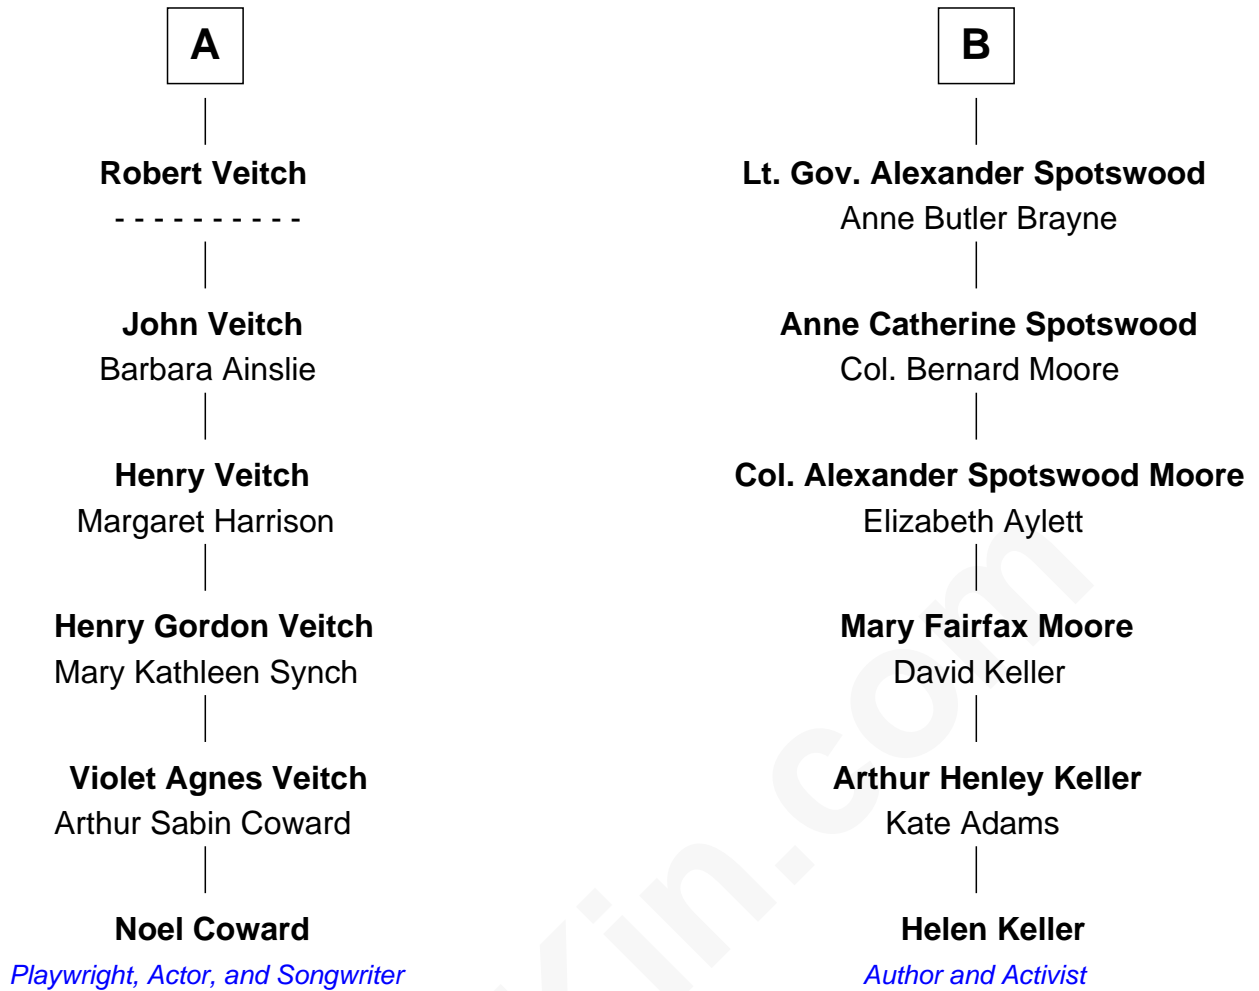 A
Robert Veitch
- - - - - - - - - -
John Veitch
Barbara Ainslie
Henry Veitch
Margaret Harrison
Henry Gordon Veitch
Mary Kathleen Synch
Violet Agnes Veitch
Arthur Sabin Coward
Noel Coward
Playwright, Actor, and Songwriter
B
Lt. Gov. Alexander Spotswood
Anne Butler Brayne
Anne Catherine Spotswood
Col. Bernard Moore
Col. Alexander Spotswood Moore
Elizabeth Aylett
Mary Fairfax Moore
David Keller
Arthur Henley Keller
Kate Adams
Helen Keller
Author and Activist
Kin.com